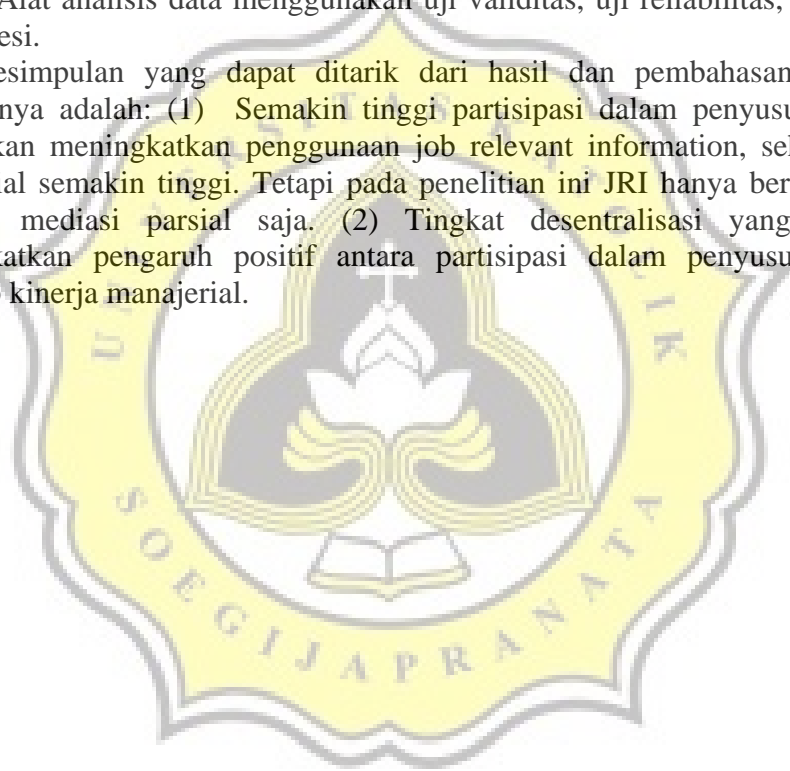 Alat analisis data menggunakan uji validitas, uji reliabilitas,
esi.
esimpulan yang dapat ditarik dari hasil dan pembahasan
nya adalah: (1) Semakin tinggi partisipasi dalam penyusu
kan meningkatkan penggunaan job relevant information, sel
ial semakin tinggi. Tetapi pada penelitian ini JRI hanya ber
mediasi parsial saja. (2) Tingkat desentralisasi yang
katkan pengaruh positif antara partisipasi dalam penyusu
kinerja manajerial.
UNIVERSITAS KATOLIK
SOEGIJAPRANATA